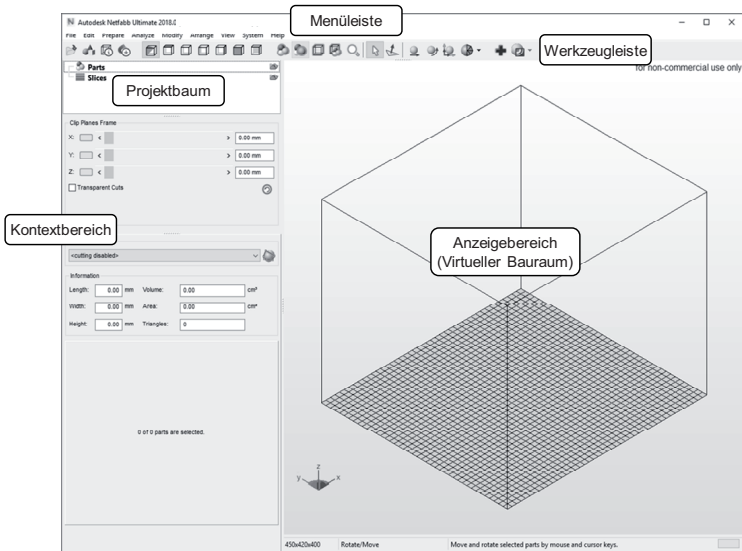 Autodesk Netfabb Ultimate 2018.0
Menüleiste
File Edit Prepare Analyze Modify Arrange View System Help
Werkzeugleiste
for non-commercial use only
Parts
Slices
Projektbaum
Clip Planes Frame
X: < > 0.00 mm
Y: < > 0.00 mm
Z: < > 0.00 mm
Transparent Cuts
Kontextbereich
<cutting disabled>
Anzeigebereich
(Virtueller Bauraum)
Information
Length: 0.00 mm Volume: 0.00 cm³
Width: 0.00 mm Area: 0.00 cm²
Height: 0.00 mm Triangles: 0
0 of 0 parts are selected.
z
y x
450x420x400 Rotate/Move Move and rotate selected parts by mouse and cursor keys.